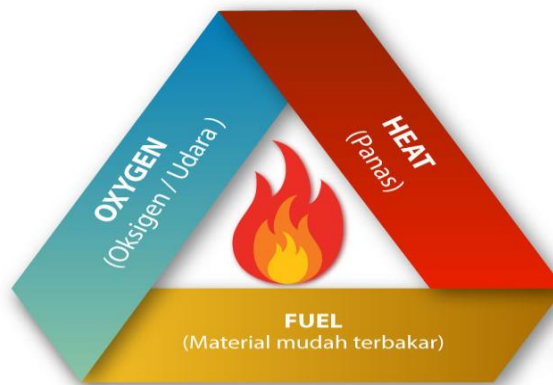 OXYGEN
(Oksigen / Udara )
HEAT
(Panas)
FUEL
(Material mudah terbakar)